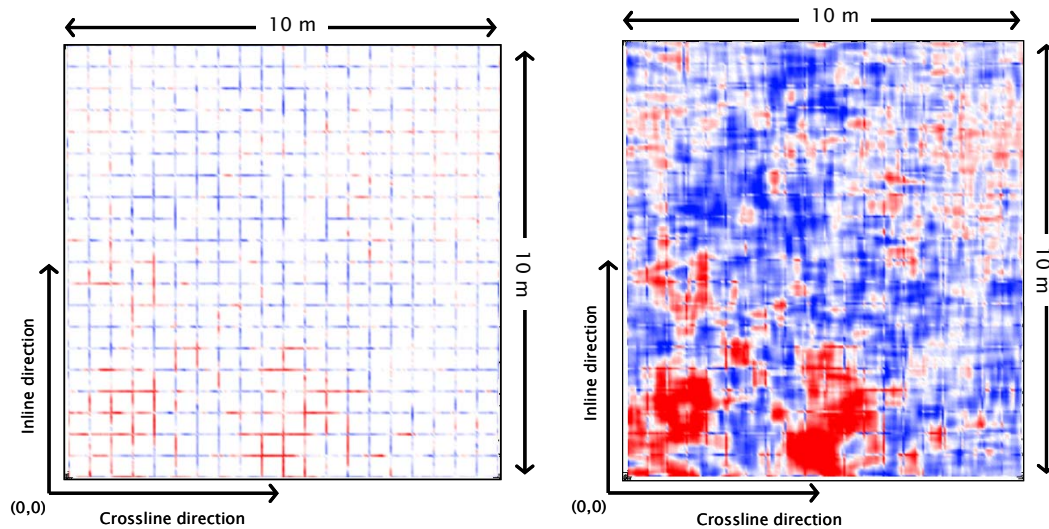 10 m
10 m
Inline direction
(0,0)
Crossline direction
10 m
10 m
Inline direction
(0,0)
Crossline direction